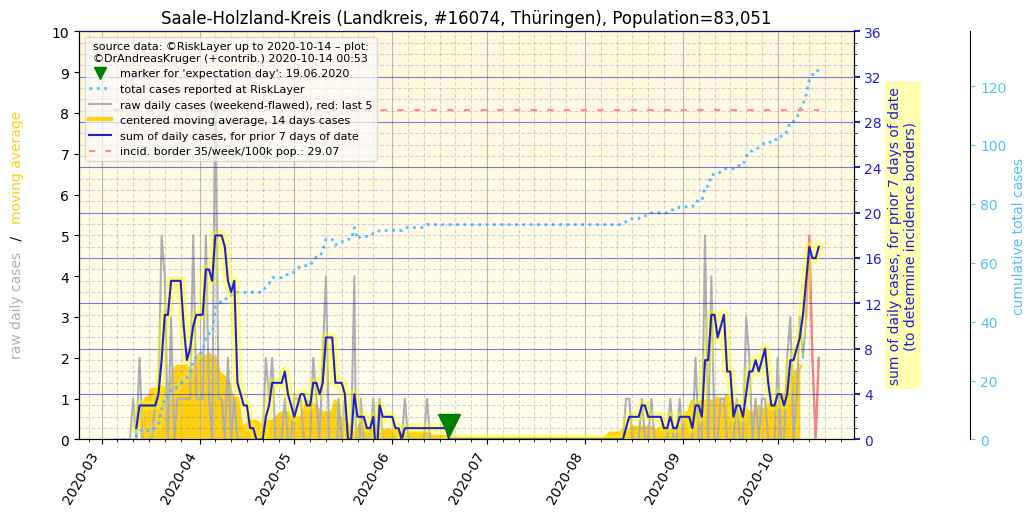 Saale-Holzland-Kreis (Landkreis, #16074, Thüringen), Population=83,051
source data: ©RiskLayer up to 2020-10-14 – plot:
©DrAndreasKruger (+contrib.) 2020-10-14 00:53
marker for 'expectation day': 19.06.2020
total cases reported at RiskLayer
raw daily cases (weekend-flawed), red: last 5
centered moving average, 14 days cases
sum of daily cases, for prior 7 days of date
incid. border 35/week/100k pop.: 29.07
raw daily cases / moving average
10
9
8
7
6
5
4
3
2
1
0
2020-03
2020-04
2020-05
2020-06
2020-07
2020-08
2020-09
2020-10
36
32
28
24
20
16
12
8
4
0
sum of daily cases, for prior 7 days of date
(to determine incidence borders)
120
100
80
60
40
20
0
cumulative total cases